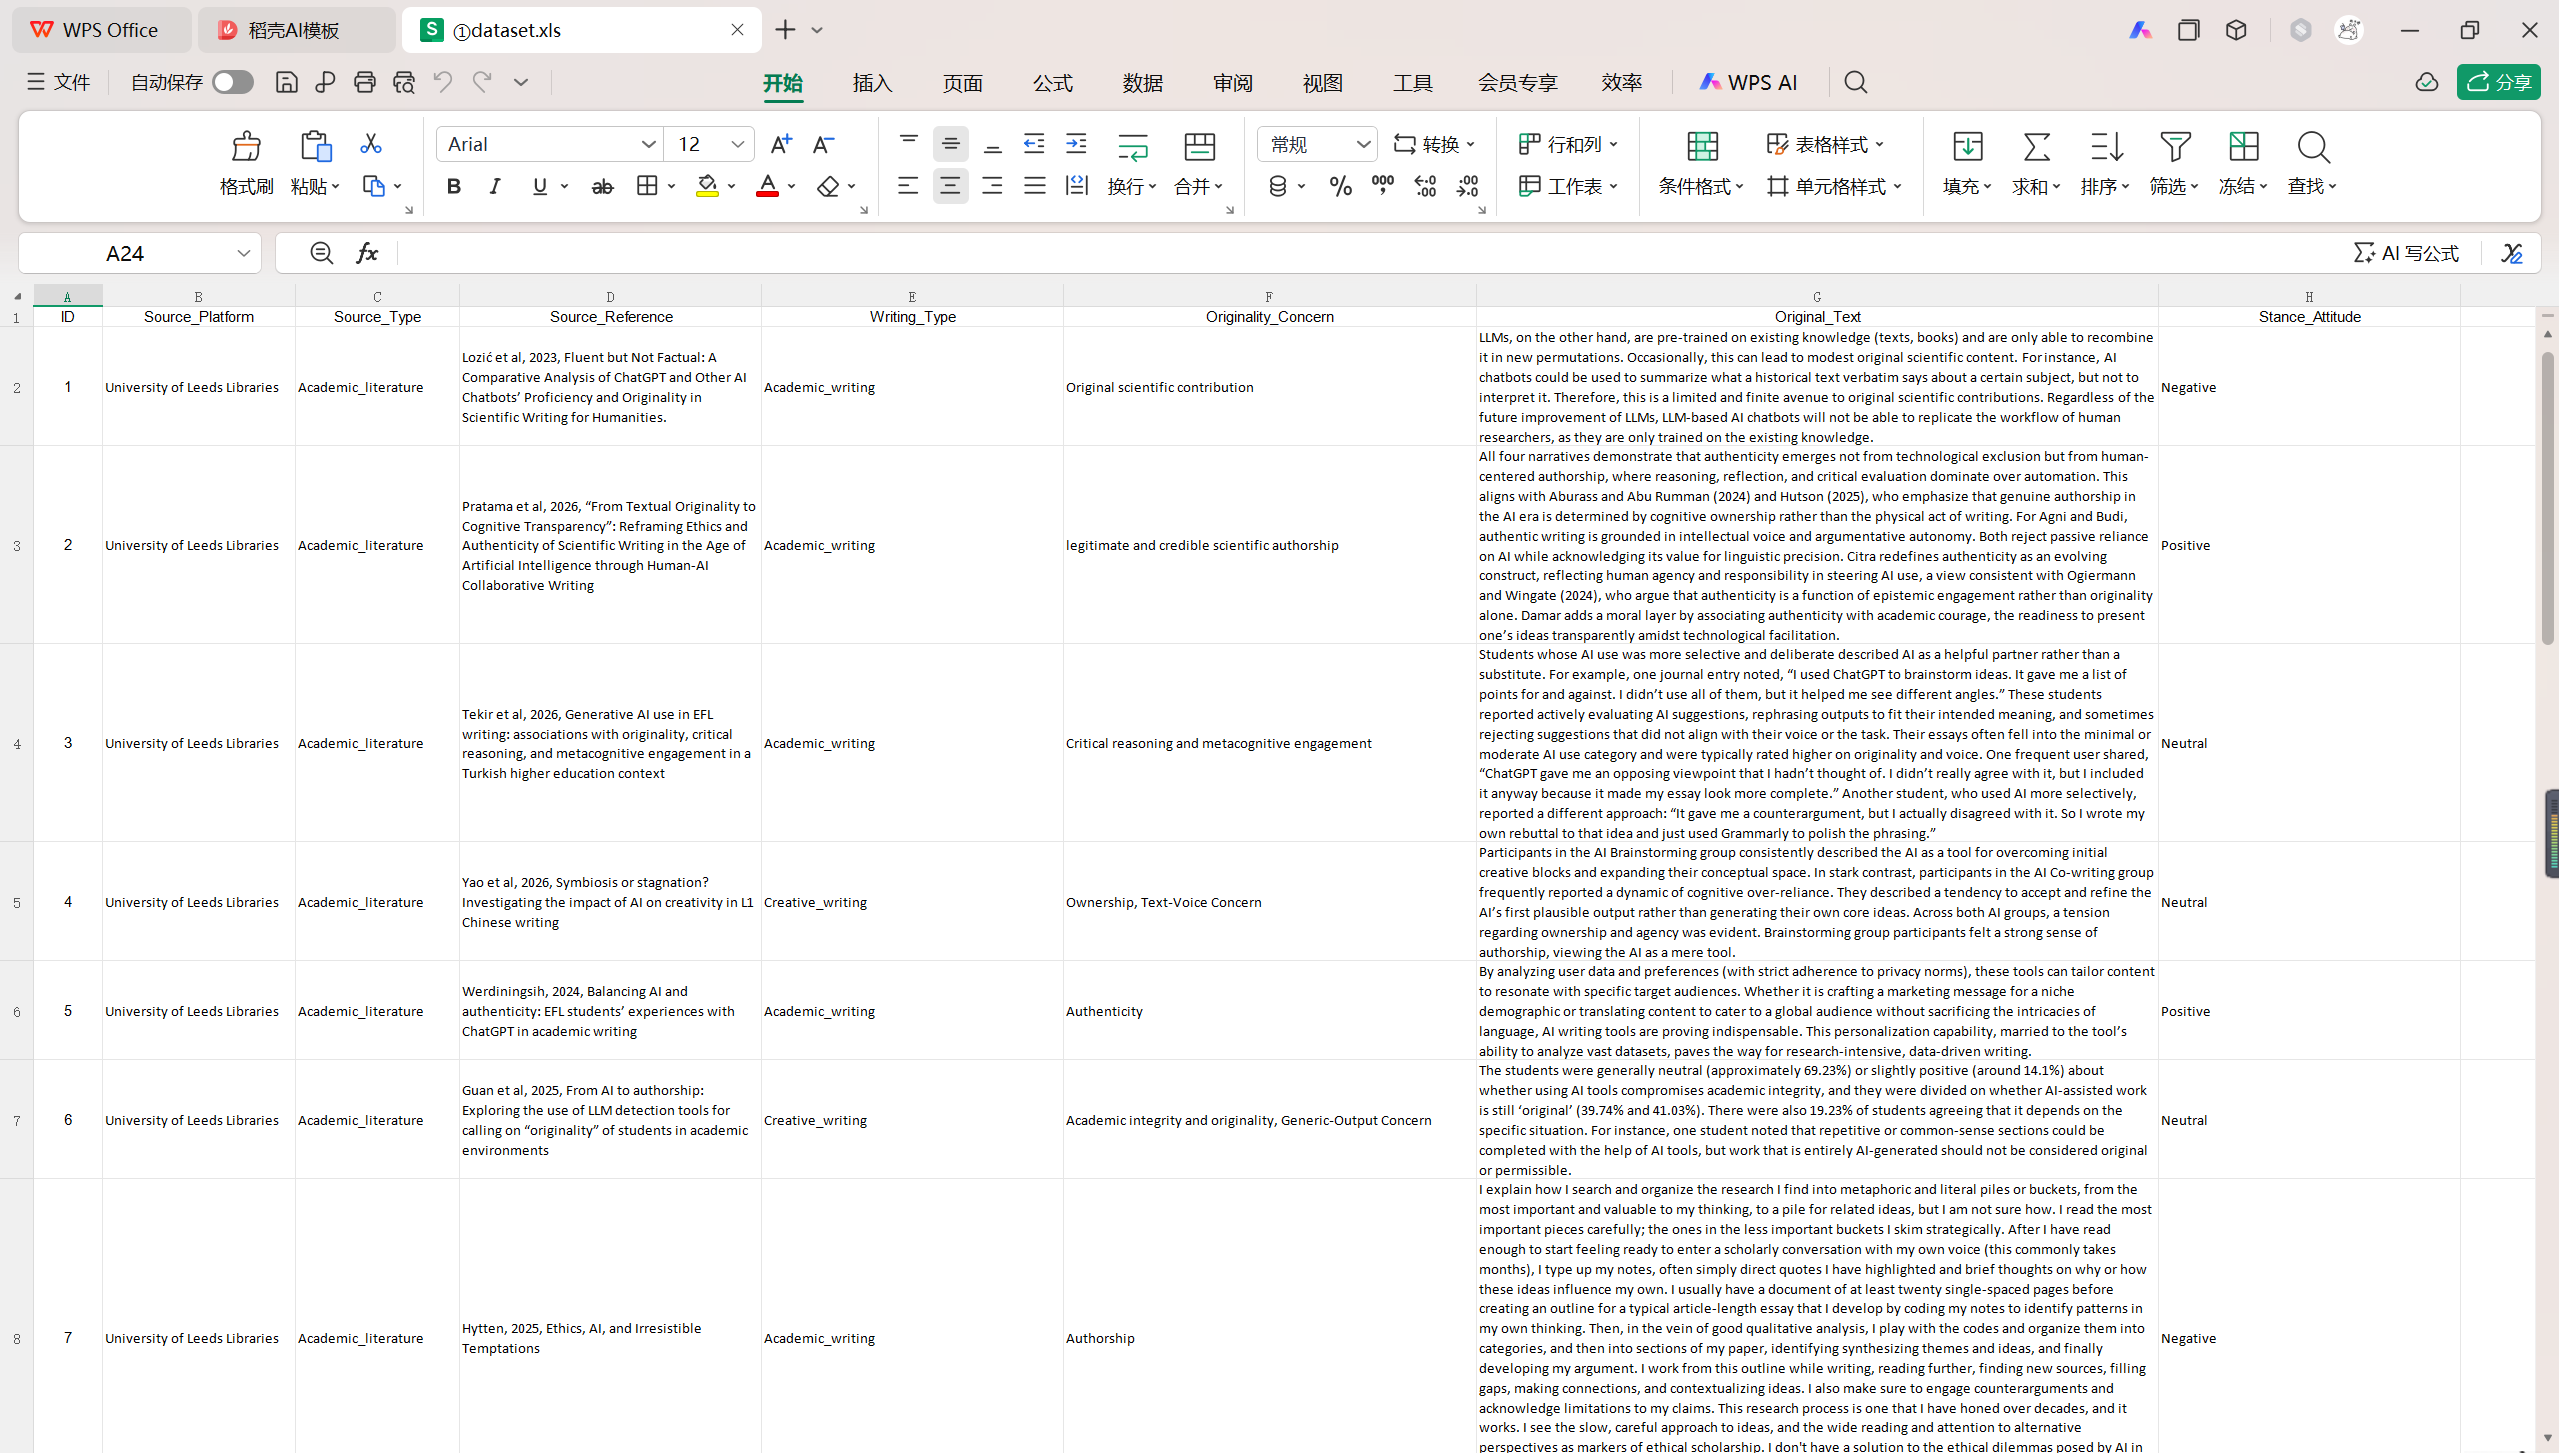 WPS Office
稻壳AI模板
①dataset.xls
文件
自动保存
开始
插入
页面
公式
数据
审阅
视图
工具
会员专享
效率
WPS AI
分享
格式刷
粘贴
Arial
12
换行
合并
常规
转换
行和列
工作表
条件格式
表格样式
单元格样式
填充
求和
排序
筛选
冻结
查找
A24
fx
AI 写公式
A B C D E F G H
1 ID Source_Platform Source_Type Source_Reference Writing_Type Originality_Concern Original_Text Stance_Attitude
2
1
University of Leeds Libraries
Academic_literature
Lozić et al, 2023, Fluent but Not Factual: A
Comparative Analysis of ChatGPT and Other AI
Chatbots’ Proficiency and Originality in
Scientific Writing for Humanities.
Academic_writing
Original scientific contribution
LLMs, on the other hand, are pre-trained on existing knowledge (texts, books) and are only able to recombine
it in new permutations. Occasionally, this can lead to modest original scientific content. For instance, AI
chatbots could be used to summarize what a historical text verbatim says about a certain subject, but not to
interpret it. Therefore, this is a limited and finite avenue to original scientific contributions. Regardless of the
future improvement of LLMs, LLM-based AI chatbots will not be able to replicate the workflow of human
researchers, as they are only trained on the existing knowledge.
Negative
3
2
University of Leeds Libraries
Academic_literature
Pratama et al, 2026, “From Textual Originality to
Cognitive Transparency”: Reframing Ethics and
Authenticity of Scientific Writing in the Age of
Artificial Intelligence through Human-AI
Collaborative Writing
Academic_writing
legitimate and credible scientific authorship
All four narratives demonstrate that authenticity emerges not from technological exclusion but from human-
centered authorship, where reasoning, reflection, and critical evaluation dominate over automation. This
aligns with Aburass and Abu Rumman (2024) and Hutson (2025), who emphasize that genuine authorship in
the AI era is determined by cognitive ownership rather than the physical act of writing. For Agni and Budi,
authentic writing is grounded in intellectual voice and argumentative autonomy. Both reject passive reliance
on AI while acknowledging its value for linguistic precision. Citra redefines authenticity as an evolving
construct, reflecting human agency and responsibility in steering AI use, a view consistent with Ogiermann
and Wingate (2024), who argue that authenticity is a function of epistemic engagement rather than originality
alone. Damar adds a moral layer by associating authenticity with academic courage, the readiness to present
one’s ideas transparently amidst technological facilitation.
Positive
4
3
University of Leeds Libraries
Academic_literature
Tekir et al, 2026, Generative AI use in EFL
writing: associations with originality, critical
reasoning, and metacognitive engagement in a
Turkish higher education context
Academic_writing
Critical reasoning and metacognitive engagement
Students whose AI use was more selective and deliberate described AI as a helpful partner rather than a
substitute. For example, one journal entry noted, “I used ChatGPT to brainstorm ideas. It gave me a list of
points for and against. I didn’t use all of them, but it helped me see different angles.” These students
reported actively evaluating AI suggestions, rephrasing outputs to fit their intended meaning, and sometimes
rejecting suggestions that did not align with their voice or the task. Their essays often fell into the minimal or
moderate AI use category and were typically rated higher on originality and voice. One frequent user shared,
“ChatGPT gave me an opposing viewpoint that I hadn’t thought of. I didn’t really agree with it, but I included
it anyway because it made my essay look more complete.” Another student, who used AI more selectively,
reported a different approach: “It gave me a counterargument, but I actually disagreed with it. So I wrote my
own rebuttal to that idea and just used Grammarly to polish the phrasing.”
Neutral
5
4
University of Leeds Libraries
Academic_literature
Yao et al, 2026, Symbiosis or stagnation?
Investigating the impact of AI on creativity in L1
Chinese writing
Creative_writing
Ownership, Text-Voice Concern
Participants in the AI Brainstorming group consistently described the AI as a tool for overcoming initial
creative blocks and expanding their conceptual space. In stark contrast, participants in the AI Co-writing group
frequently reported a dynamic of cognitive over-reliance. They described a tendency to accept and refine the
AI’s first plausible output rather than generating their own core ideas. Across both AI groups, a tension
regarding ownership and agency was evident. Brainstorming group participants felt a strong sense of
authorship, viewing the AI as a mere tool.
Neutral
6
5
University of Leeds Libraries
Academic_literature
Werdiningsih, 2024, Balancing AI and
authenticity: EFL students’ experiences with
ChatGPT in academic writing
Academic_writing
Authenticity
By analyzing user data and preferences (with strict adherence to privacy norms), these tools can tailor content
to resonate with specific target audiences. Whether it is crafting a marketing message for a niche
demographic or translating content to cater to a global audience without sacrificing the intricacies of
language, AI writing tools are proving indispensable. This personalization capability, married to the tool’s
ability to analyze vast datasets, paves the way for research-intensive, data-driven writing.
Positive
7
6
University of Leeds Libraries
Academic_literature
Guan et al, 2025, From AI to authorship:
Exploring the use of LLM detection tools for
calling on “originality” of students in academic
environments
Creative_writing
Academic integrity and originality, Generic-Output Concern
The students were generally neutral (approximately 69.23%) or slightly positive (around 14.1%) about
whether using AI tools compromises academic integrity, and they were divided on whether AI-assisted work
is still ‘original’ (39.74% and 41.03%). There were also 19.23% of students agreeing that it depends on the
specific situation. For instance, one student noted that repetitive or common-sense sections could be
completed with the help of AI tools, but work that is entirely AI-generated should not be considered original
or permissible.
Neutral
8
7
University of Leeds Libraries
Academic_literature
Hytten, 2025, Ethics, AI, and Irresistible
Temptations
Academic_writing
Authorship
I explain how I search and organize the research I find into metaphoric and literal piles or buckets, from the
most important and valuable to my thinking, to a pile for related ideas, but I am not sure how. I read the most
important pieces carefully; the ones in the less important buckets I skim strategically. After I have read
enough to start feeling ready to enter a scholarly conversation with my own voice (this commonly takes
months), I type up my notes, often simply direct quotes I have highlighted and brief thoughts on why or how
these ideas influence my own. I usually have a document of at least twenty single-spaced pages before
creating an outline for a typical article-length essay that I develop by coding my notes to identify patterns in
my own thinking. Then, in the vein of good qualitative analysis, I play with the codes and organize them into
categories, and then into sections of my paper, identifying synthesizing themes and ideas, and finally
developing my argument. I work from this outline while writing, reading further, finding new sources, filling
gaps, making connections, and contextualizing ideas. I also make sure to engage counterarguments and
acknowledge limitations to my claims. This research process is one that I have honed over decades, and it
works. I see the slow, careful approach to ideas, and the wide reading and attention to alternative
perspectives as markers of ethical scholarship. I don't have a solution to the ethical dilemmas posed by AI in
Negative